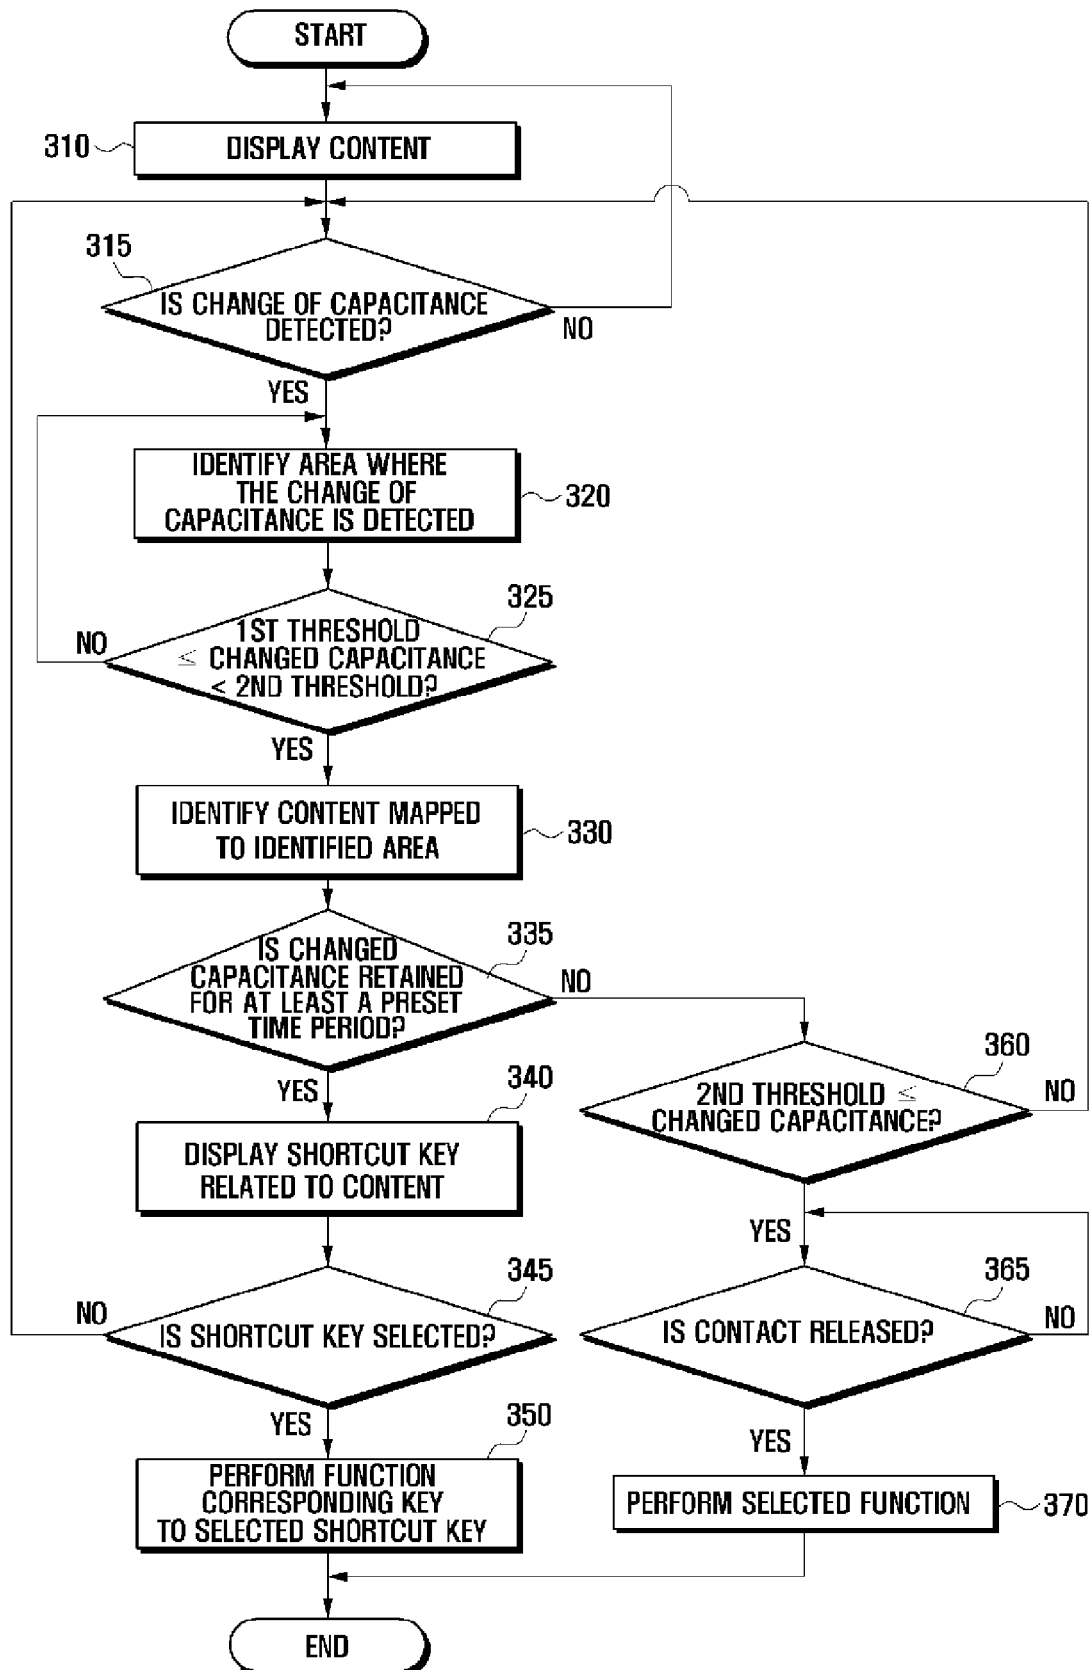 START
310
DISPLAY CONTENT
315
IS CHANGE OF CAPACITANCE
DETECTED?
NO
YES
IDENTIFY AREA WHERE
THE CHANGE OF
CAPACITANCE IS DETECTED
320
325
1ST THRESHOLD
≤ CHANGED CAPACITANCE
< 2ND THRESHOLD?
NO
YES
IDENTIFY CONTENT MAPPED
TO IDENTIFIED AREA
330
335
IS CHANGED
CAPACITANCE RETAINED
FOR AT LEAST A PRESET
TIME PERIOD?
NO
YES
340
DISPLAY SHORTCUT KEY
RELATED TO CONTENT
345
IS SHORTCUT KEY SELECTED?
NO
YES
350
PERFORM FUNCTION
CORRESPONDING KEY
TO SELECTED SHORTCUT KEY
360
2ND THRESHOLD ≤
CHANGED CAPACITANCE?
NO
YES
365
IS CONTACT RELEASED?
NO
YES
PERFORM SELECTED FUNCTION
370
END